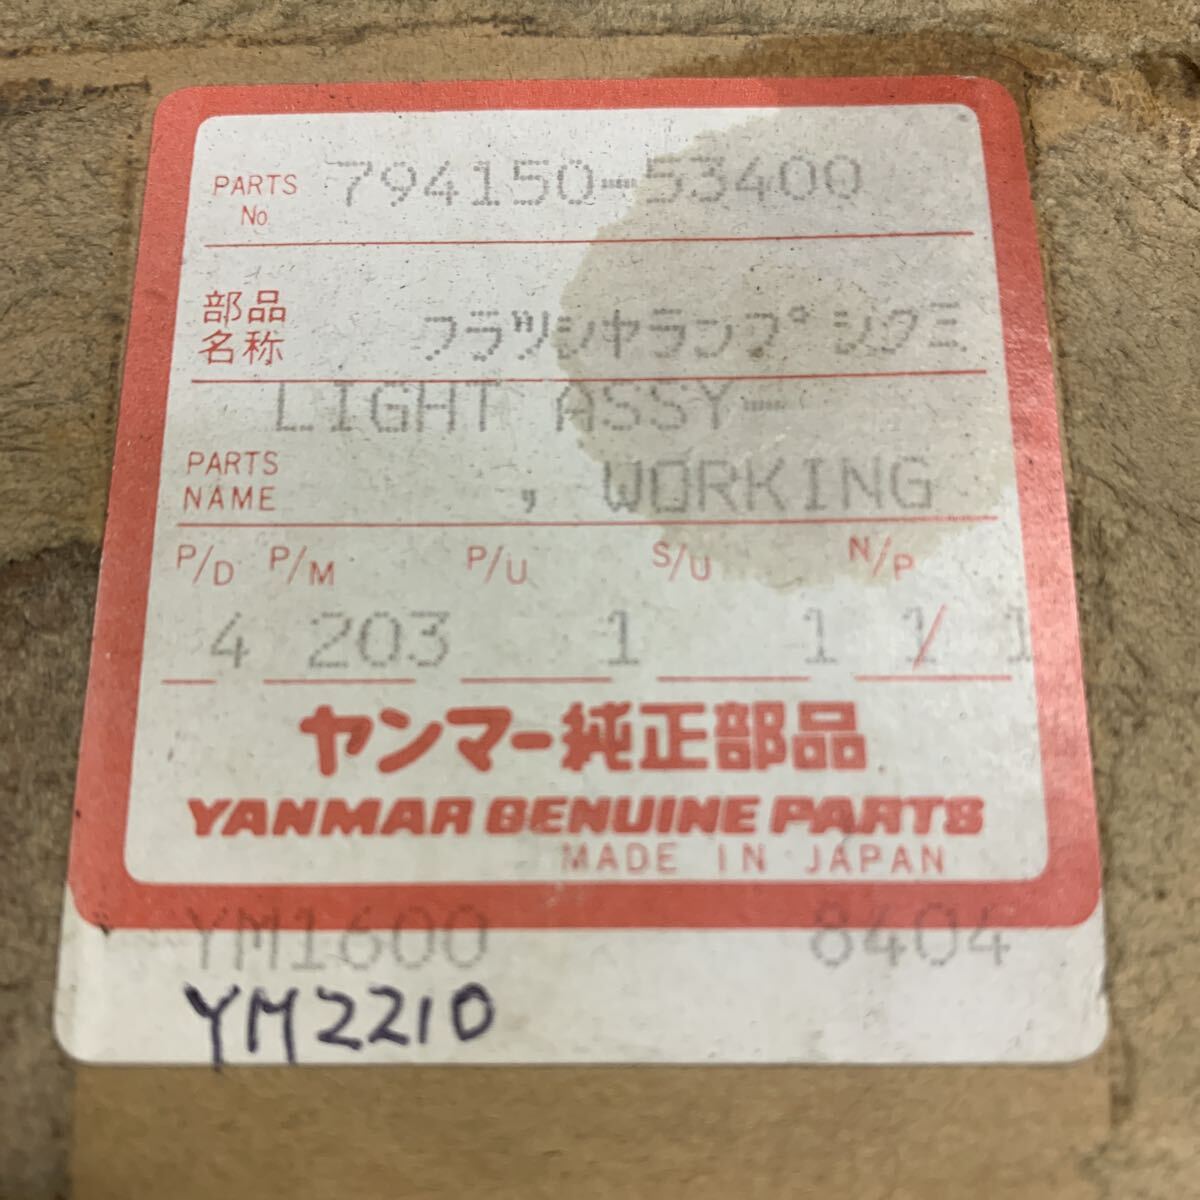 PARTS No. 794150-53400
部品名称 フラツシヤランプ シクミ
LIGHT ASSY-
PARTS NAME , WORKING
P/D P/M P/U S/U N/P
4 203 1 1 1/ 1
ヤンマー純正部品
YANMAR GENUINE PARTS
MADE IN JAPAN
YM1600 8404
YM2210